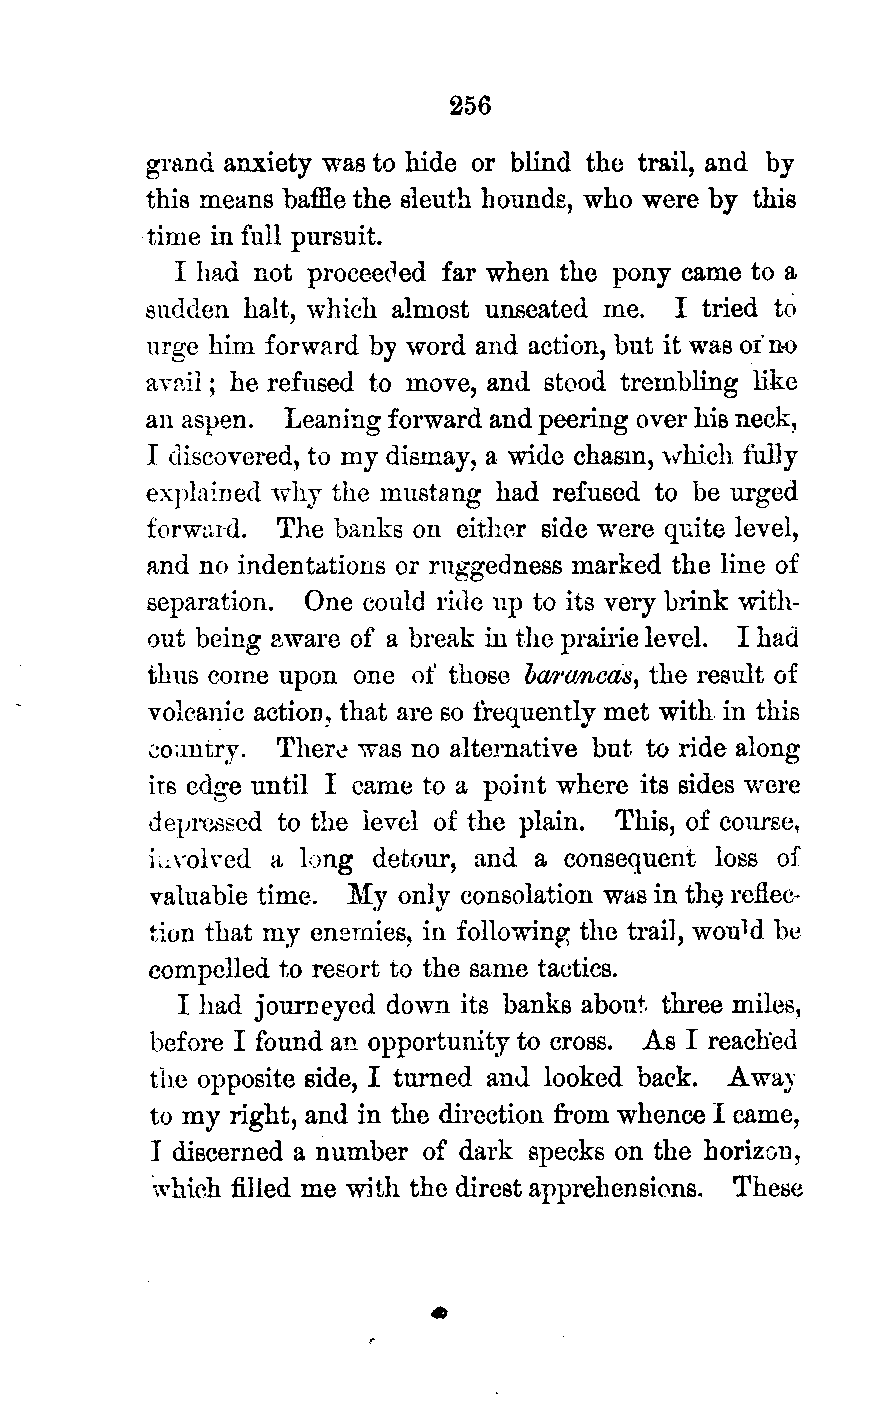 256
grand anxiety was to hide or blind the trail, and by
this means baffle the sleuth hounds, who were by this
time in full pursuit.
I had not proceeded far when the pony came to a
sudden halt, which almost unseated me. I tried to
urge him forward by word and action, but it was of no
avail; he refused to move, and stood trembling like
an aspen. Leaning forward and peering over his neck,
I discovered, to my dismay, a wide chasm, which fully
explained why the mustang had refused to be urged
forward. The banks on either side were quite level,
and no indentations or ruggedness marked the line of
separation. One could ride up to its very brink with-
out being aware of a break in the prairie level. I had
thus come upon one of those barancas, the result of
volcanic action, that are so frequently met with in this
country. There was no alternative but to ride along
its edge until I came to a point where its sides were
depressed to the level of the plain. This, of course,
involved a long detour, and a consequent loss of
valuable time. My only consolation was in the reflec-
tion that my enemies, in following the trail, would be
compelled to resort to the same tactics.
I had journeyed down its banks about three miles,
before I found an opportunity to cross. As I reached
the opposite side, I turned and looked back. Away
to my right, and in the direction from whence I came,
I discerned a number of dark specks on the horizon,
which filled me with the direst apprehensions. These